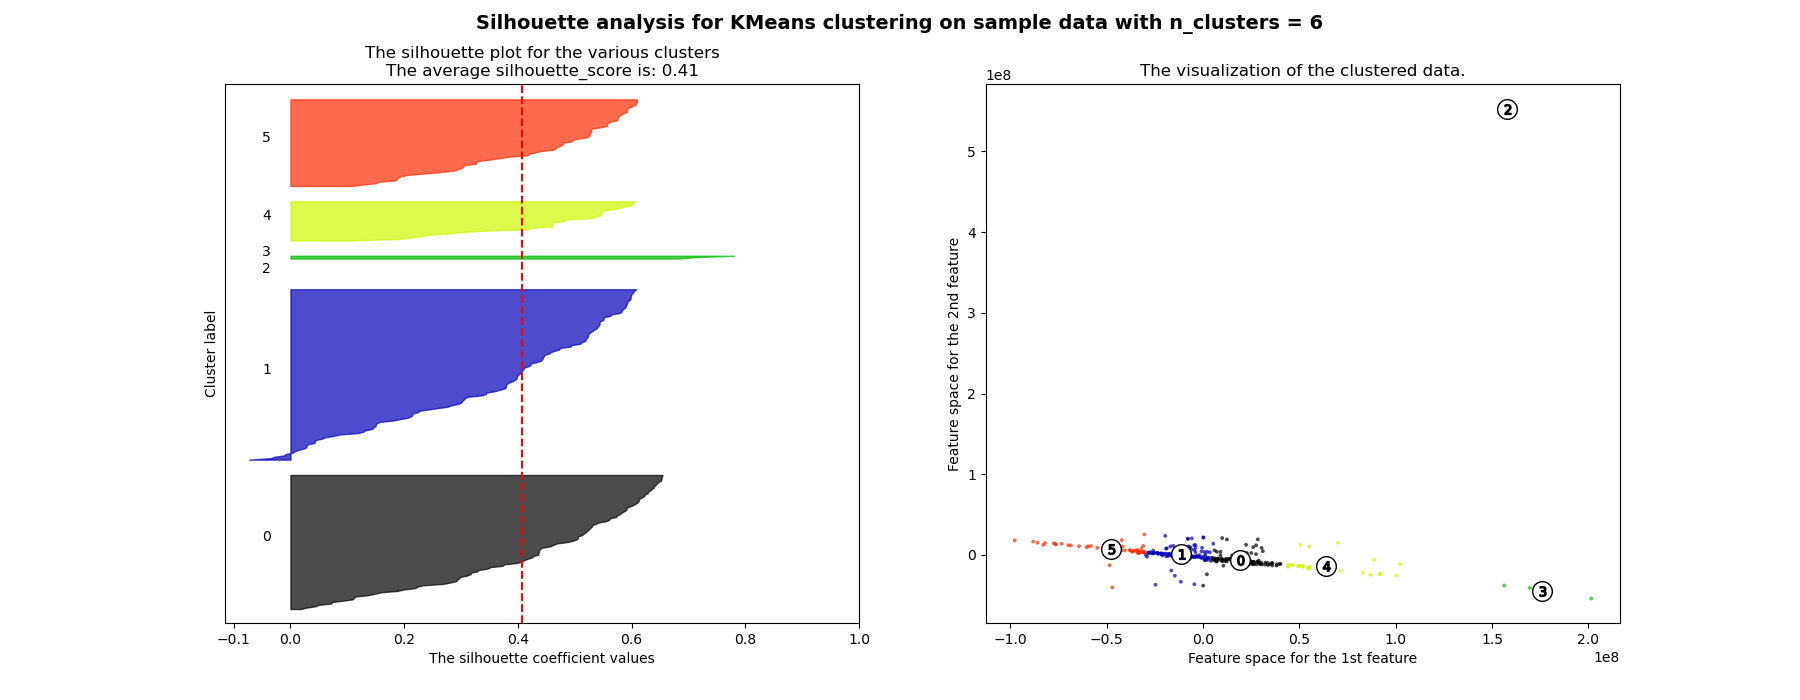 Silhouette analysis for KMeans clustering on sample data with n_clusters = 6
The silhouette plot for the various clusters
The average silhouette_score is: 0.41
5
4
3
2
1
0
Cluster label
−0.1 0.0 0.2 0.4 0.6 0.8 1.0
The silhouette coefficient values
The visualization of the clustered data.
1e8
2
5
4
3
2
1
0
Feature space for the 2nd feature
5 1 0 4 3
−1.0 −0.5 0.0 0.5 1.0 1.5 2.0
Feature space for the 1st feature
1e8